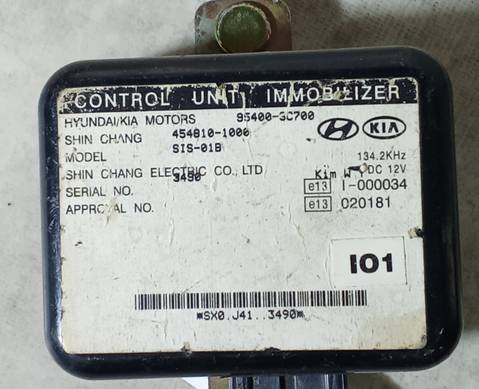 CONTROL UNIT IMMOBILIZER
HYUNDAI/KIA MOTORS 95400-3C700
SHIN CHANG 454810-1000
MODEL SIS-01B
134.2KHz
SHIN CHANG ELECTRIC CO., LTD DC 12V
3490
SERIAL NO. e13 I-000034
APPROVAL NO. e13 020181
KIA
I01
*SX0.J41..3490*